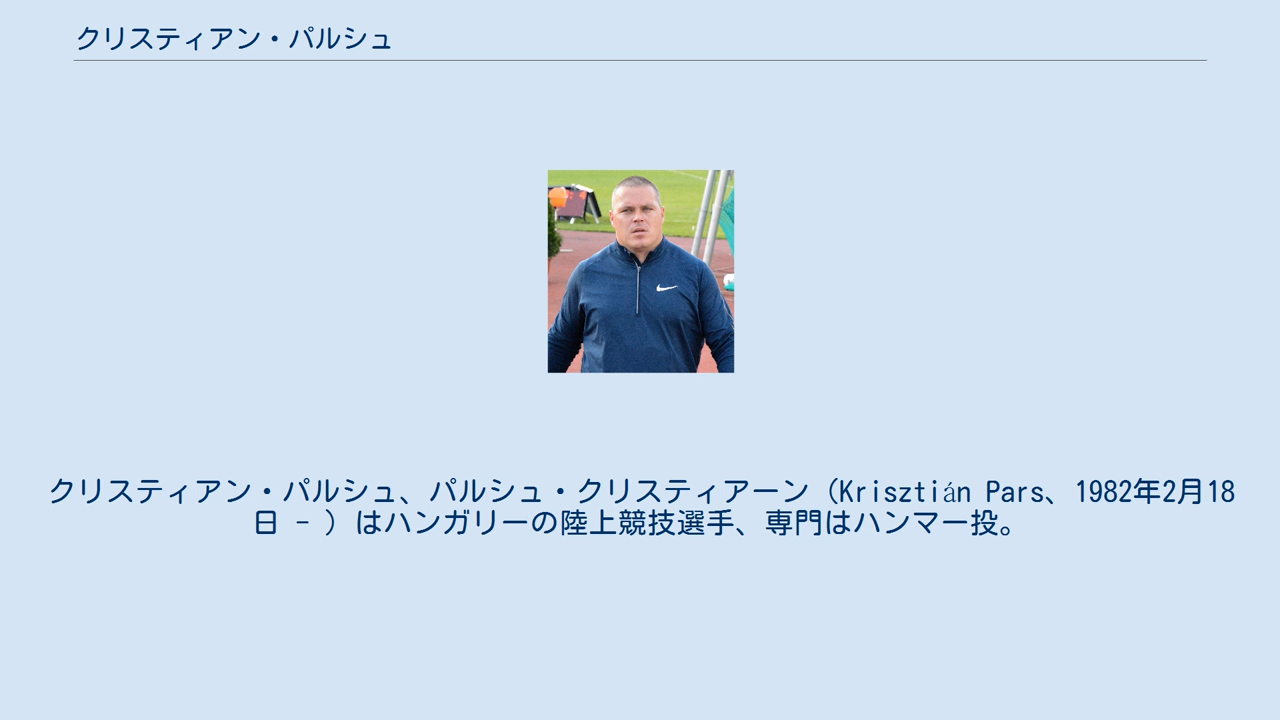 クリスティアン・パルシュ
クリスティアン・パルシュ、パルシュ・クリスティアーン（Krisztián Pars、1982年2月18
日 - ）はハンガリーの陸上競技選手、専門はハンマー投。